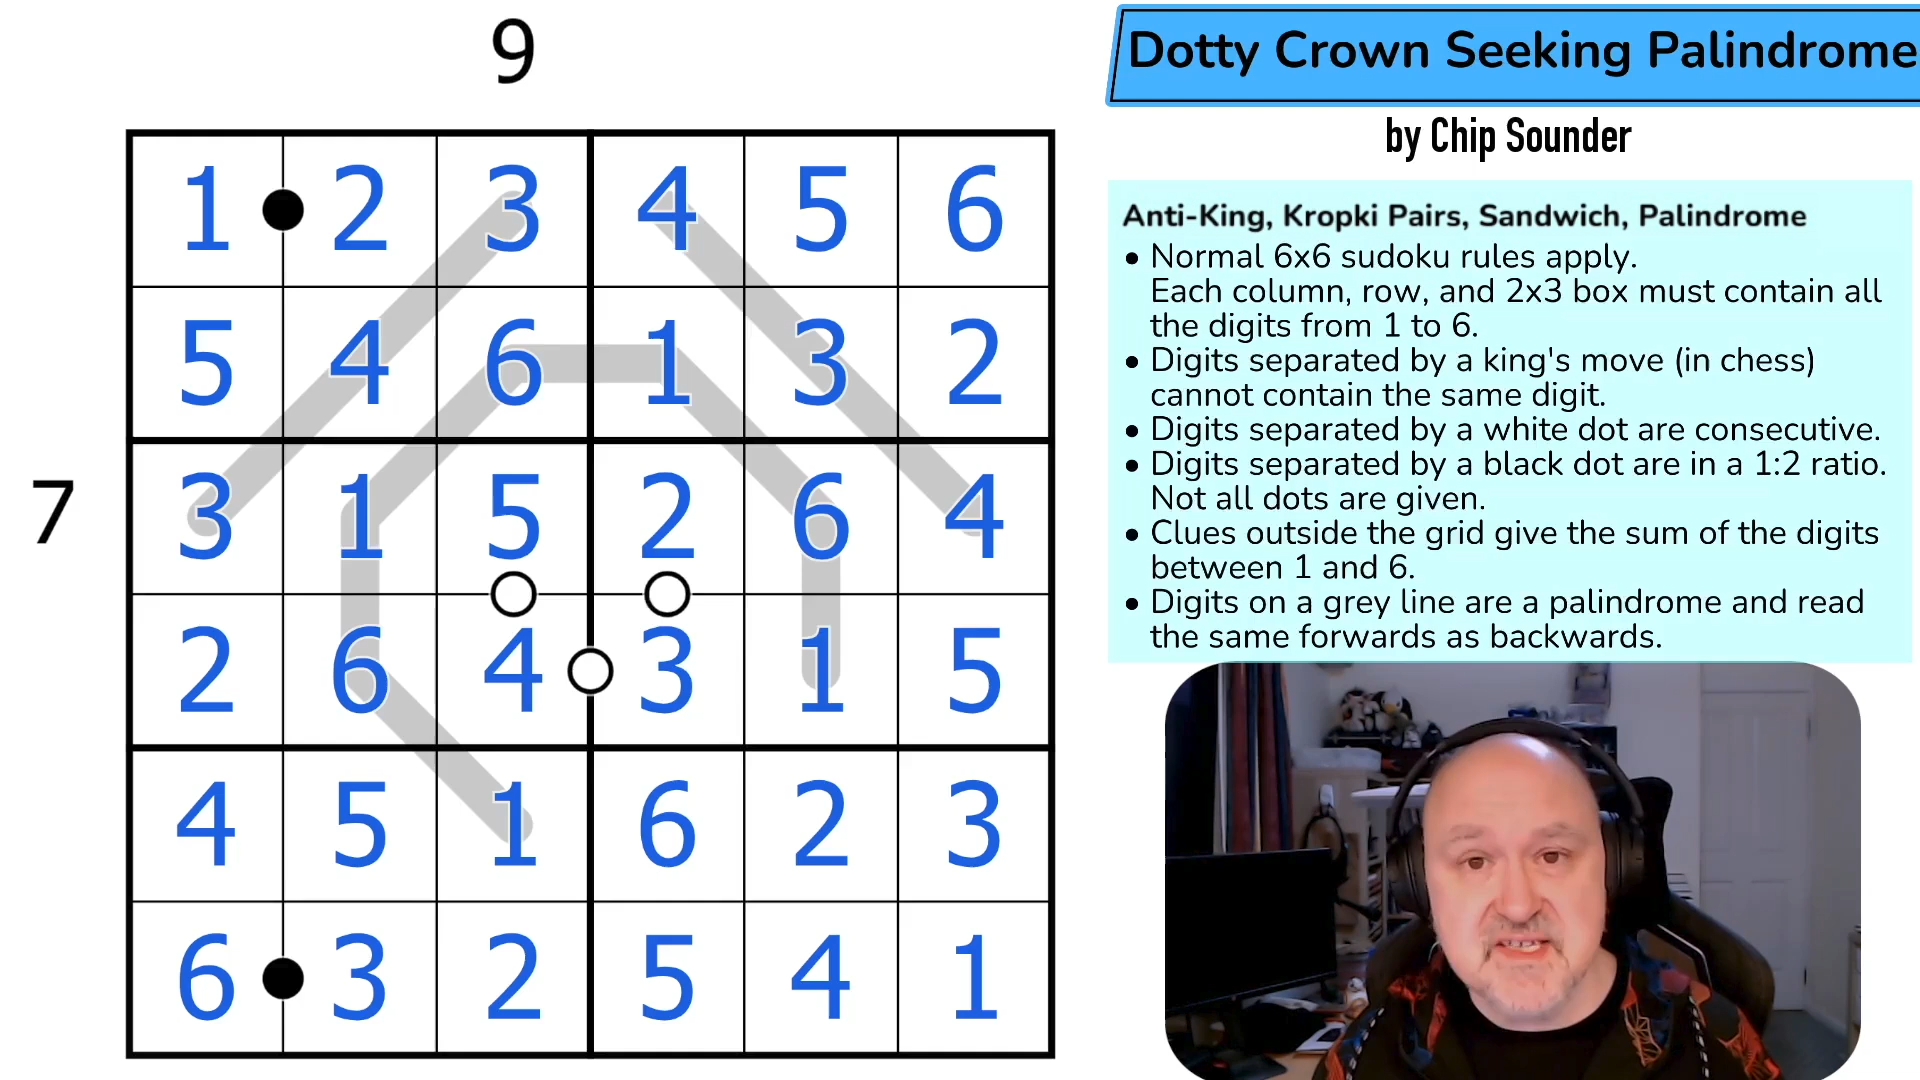 9
Dotty Crown Seeking Palindrome
by Chip Sounder
1 2 3 4 5 6
5 4 6 1 3 2
7
3 1 5 2 6 4
2 6 4 3 1 5
4 5 1 6 2 3
6 3 2 5 4 1
Anti-King, Kropki Pairs, Sandwich, Palindrome
• Normal 6x6 sudoku rules apply.
Each column, row, and 2x3 box must contain all
the digits from 1 to 6.
• Digits separated by a king's move (in chess)
cannot contain the same digit.
• Digits separated by a white dot are consecutive.
• Digits separated by a black dot are in a 1:2 ratio.
Not all dots are given.
• Clues outside the grid give the sum of the digits
between 1 and 6.
• Digits on a grey line are a palindrome and read
the same forwards as backwards.